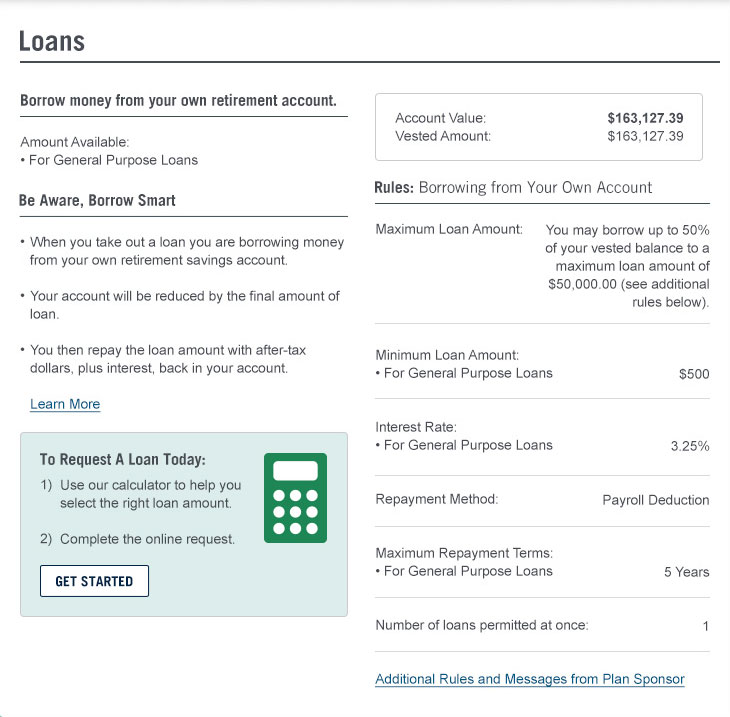 Loans
Borrow money from your own retirement account.
Amount Available:
• For General Purpose Loans
Be Aware, Borrow Smart
• When you take out a loan you are borrowing money
from your own retirement savings account.
• Your account will be reduced by the final amount of
loan.
• You then repay the loan amount with after-tax
dollars, plus interest, back in your account.
Learn More
To Request A Loan Today:
1) Use our calculator to help you
select the right loan amount.
2) Complete the online request.
GET STARTED
Account Value: $163,127.39
Vested Amount: $163,127.39
Rules: Borrowing from Your Own Account
Maximum Loan Amount: You may borrow up to 50%
of your vested balance to a
maximum loan amount of
$50,000.00 (see additional
rules below).
Minimum Loan Amount:
• For General Purpose Loans $500
Interest Rate:
• For General Purpose Loans 3.25%
Repayment Method: Payroll Deduction
Maximum Repayment Terms:
• For General Purpose Loans 5 Years
Number of loans permitted at once: 1
Additional Rules and Messages from Plan Sponsor